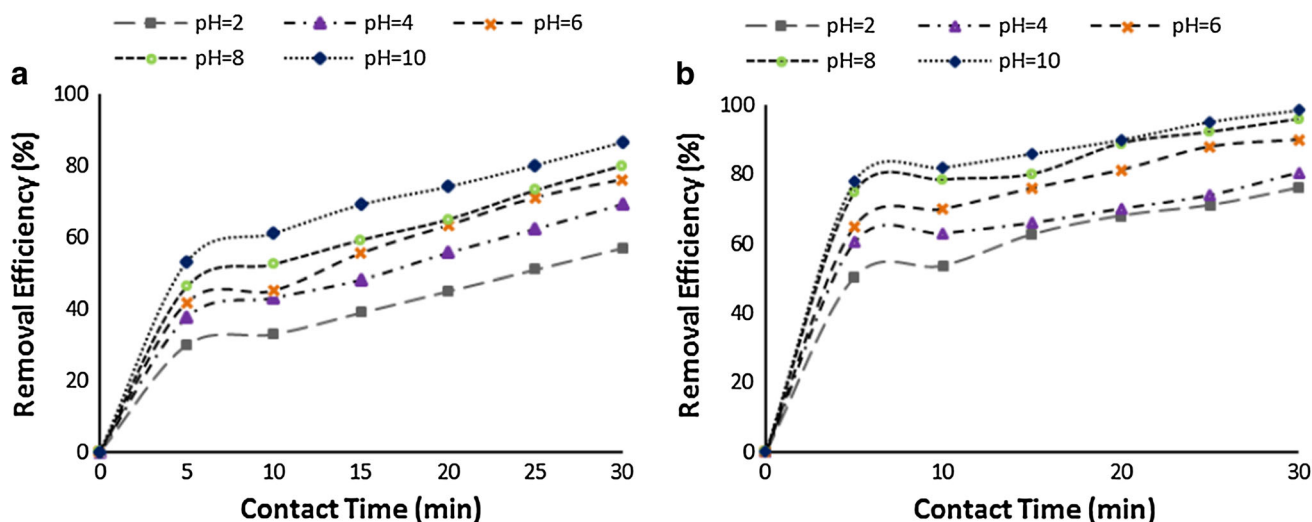 pH=2 pH=4 pH=6
pH=8 pH=10
a
100
80
60
40
20
0
Removal Efficiency (%)
0 5 10 15 20 25 30
Contact Time (min)
pH=2 pH=4 pH=6
pH=8 pH=10
b
100
80
60
40
20
0
Removal Efficiency (%)
0 10 20 30
Contact Time (min)